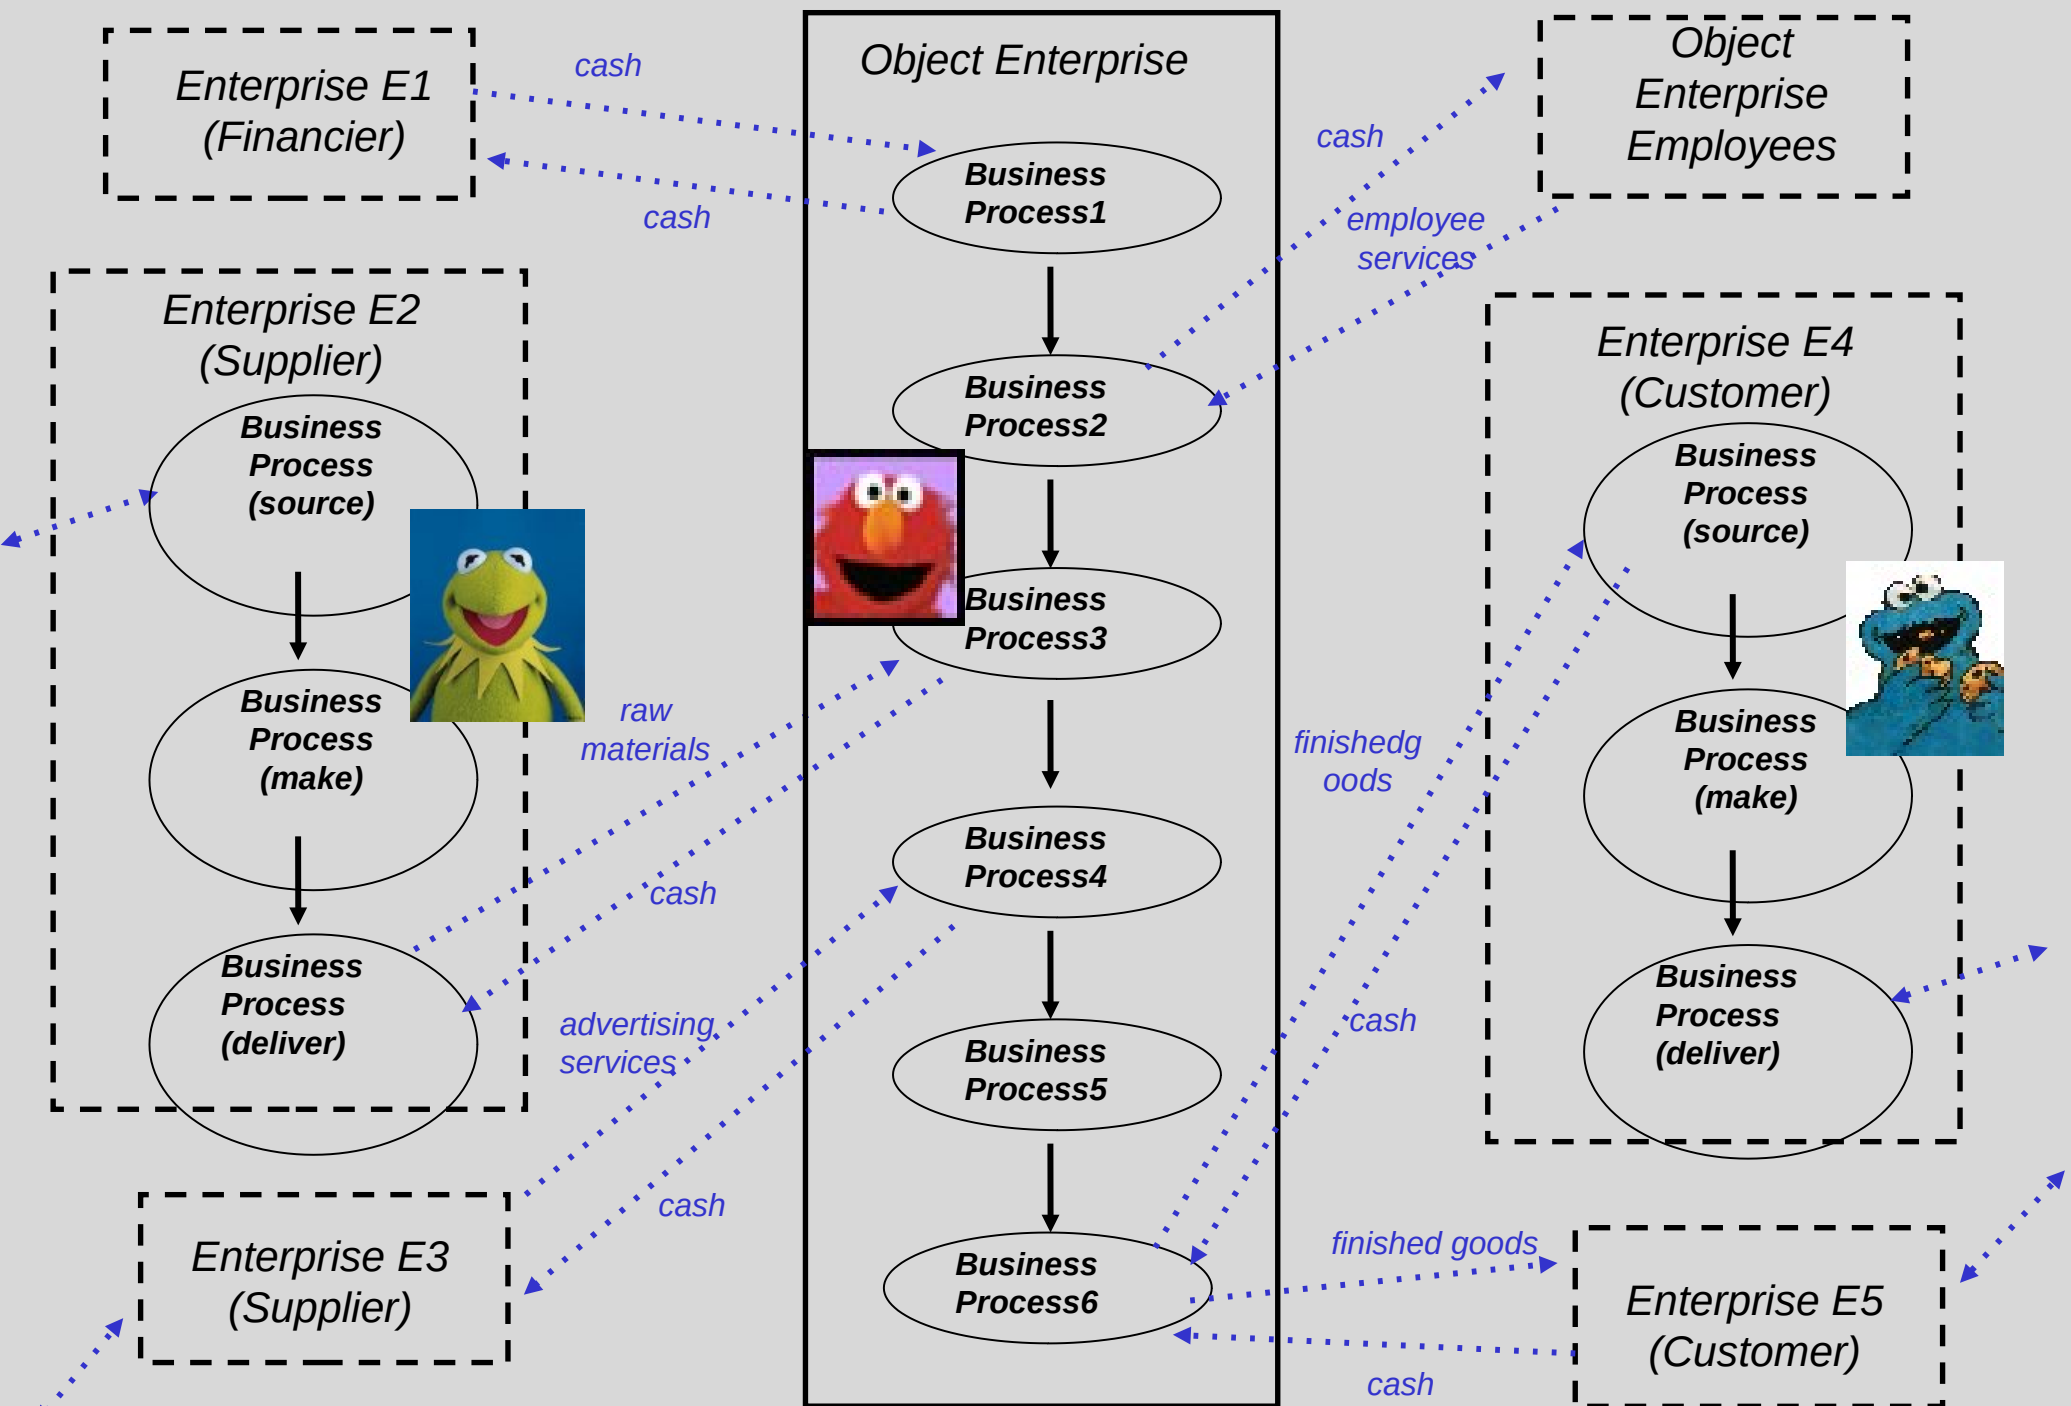 Enterprise E1
(Financier)
cash
cash
Object Enterprise
Business
Process1
Business
Process2
Business
Process3
Business
Process4
Business
Process5
Business
Process6
cash
employee
services
Object
Enterprise
Employees
Enterprise E2
(Supplier)
Business
Process
(source)
Business
Process
(make)
Business
Process
(deliver)
raw
materials
cash
advertising
services
cash
Enterprise E3
(Supplier)
Enterprise E4
(Customer)
Business
Process
(source)
Business
Process
(make)
Business
Process
(deliver)
finishedg
oods
cash
finished goods
cash
Enterprise E5
(Customer)